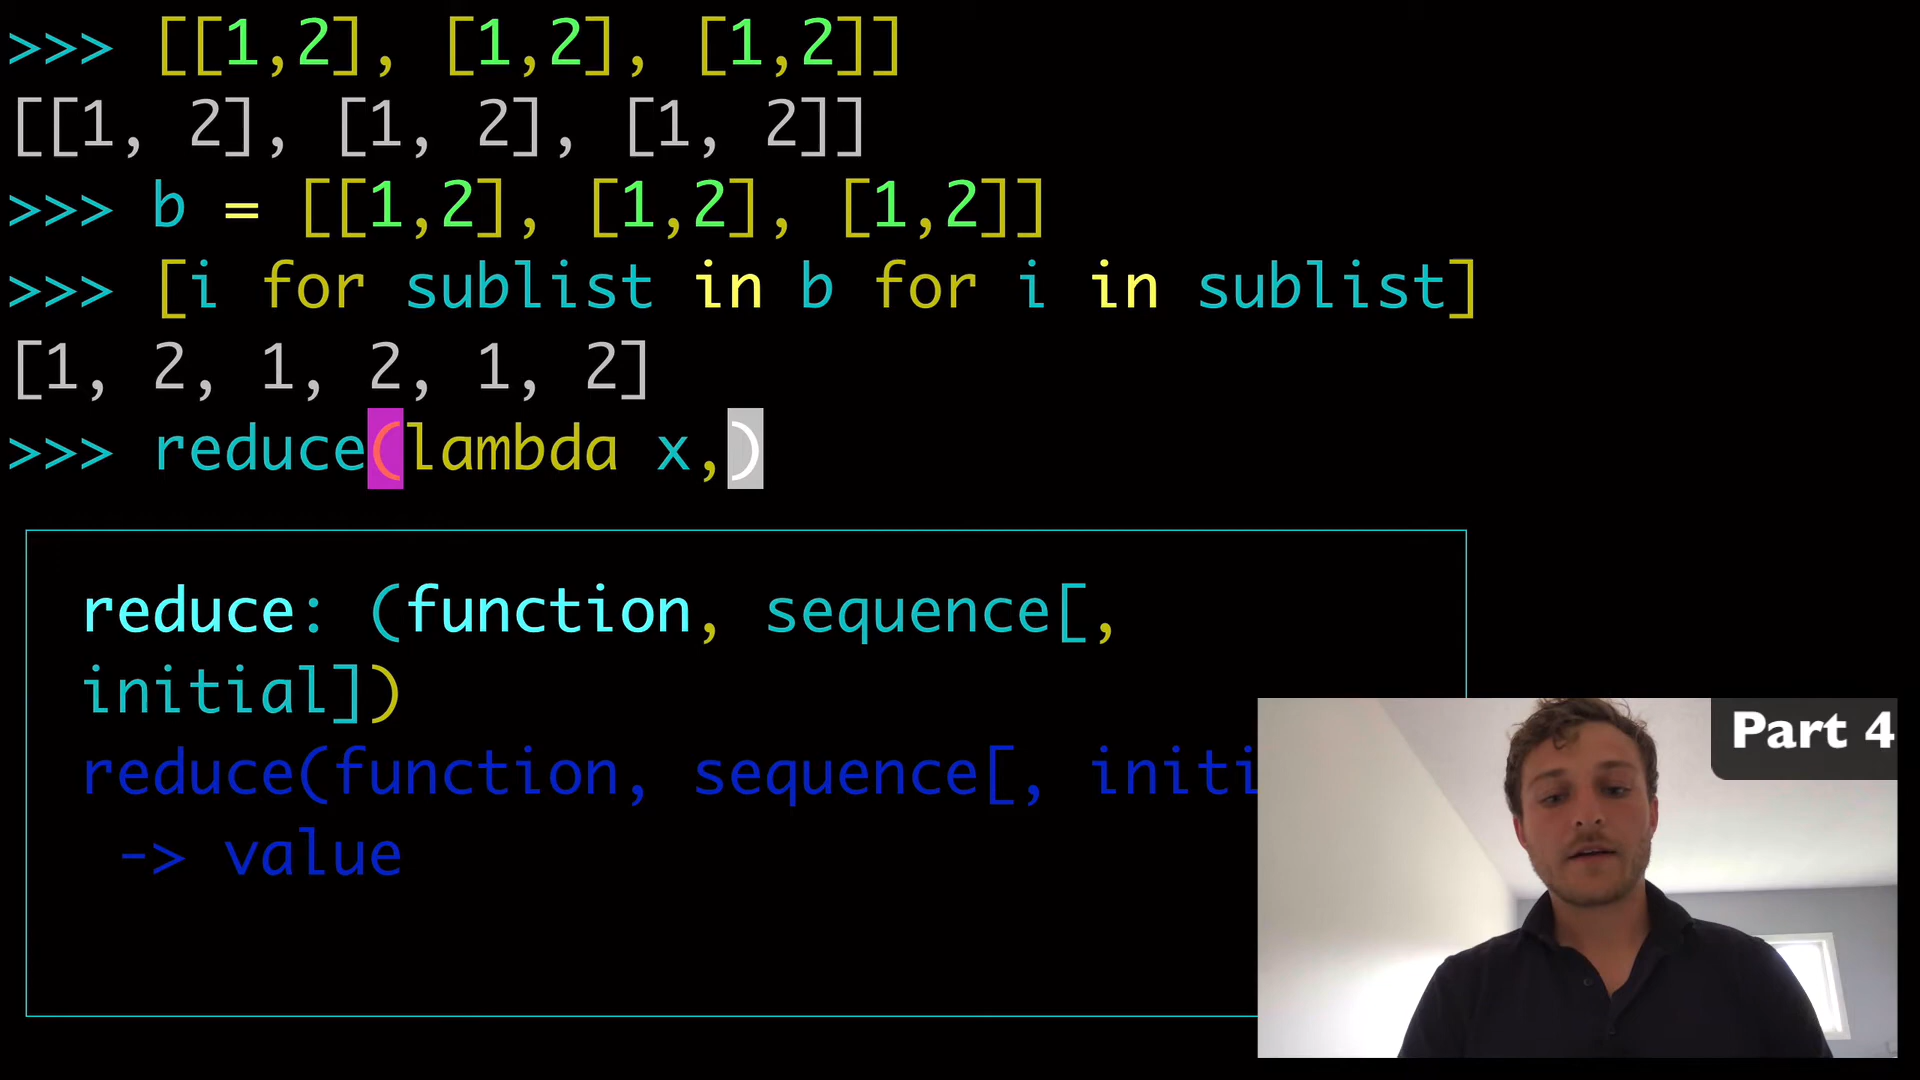 >>> [[1,2], [1,2], [1,2]]
[[1, 2], [1, 2], [1, 2]]
>>> b = [[1,2], [1,2], [1,2]]
>>> [i for sublist in b for i in sublist]
[1, 2, 1, 2, 1, 2]
>>> reduce(lambda x,)
reduce: (function, sequence[,
initial])
reduce(function, sequence[, initi
-> value
Part 4